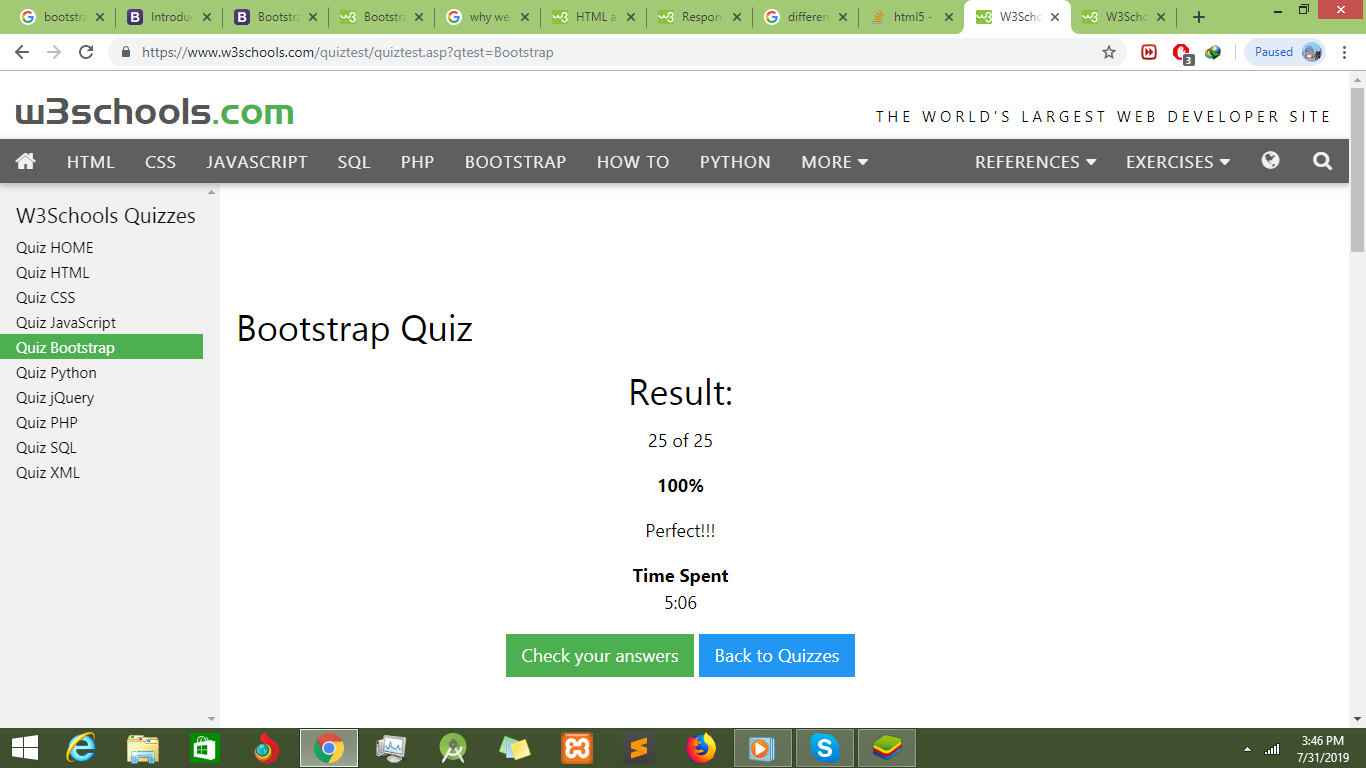 bootstra
Introduc
Bootstra
Bootstra
why we
HTML a
Respons
differen
html5 -
W3Scho
W3Scho
https://www.w3schools.com/quiztest/quiztest.asp?qtest=Bootstrap
3
Paused
w3schools.com
THE WORLD'S LARGEST WEB DEVELOPER SITE
HTML CSS JAVASCRIPT SQL PHP BOOTSTRAP HOW TO PYTHON MORE REFERENCES EXERCISES
W3Schools Quizzes
Quiz HOME
Quiz HTML
Quiz CSS
Quiz JavaScript
Quiz Bootstrap
Quiz Python
Quiz jQuery
Quiz PHP
Quiz SQL
Quiz XML
Bootstrap Quiz
Result:
25 of 25
100%
Perfect!!!
Time Spent
5:06
Check your answers
Back to Quizzes
3:46 PM
7/31/2019